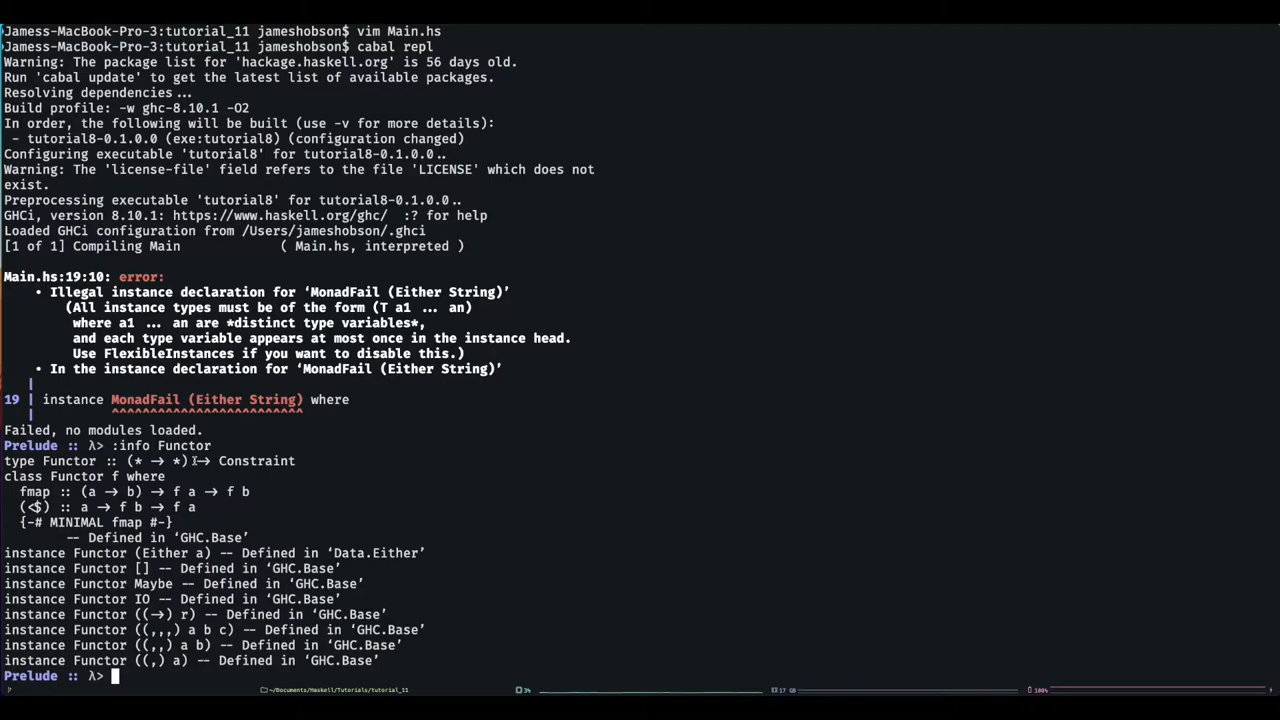 Jamess-MacBook-Pro-3:tutorial_11 jameshobson$ vim Main.hs
Jamess-MacBook-Pro-3:tutorial_11 jameshobson$ cabal repl
Warning: The package list for 'hackage.haskell.org' is 56 days old.
Run 'cabal update' to get the latest list of available packages.
Resolving dependencies...
Build profile: -w ghc-8.10.1 -O2
In order, the following will be built (use -v for more details):
 - tutorial8-0.1.0.0 (exe:tutorial8) (configuration changed)
Configuring executable 'tutorial8' for tutorial8-0.1.0.0..
Warning: The 'license-file' field refers to the file 'LICENSE' which does not
exist.
Preprocessing executable 'tutorial8' for tutorial8-0.1.0.0..
GHCi, version 8.10.1: https://www.haskell.org/ghc/  :? for help
Loaded GHCi configuration from /Users/jameshobson/.ghci
[1 of 1] Compiling Main             ( Main.hs, interpreted )
Main.hs:19:10: error:
    • Illegal instance declaration for ‘MonadFail (Either String)’
        (All instance types must be of the form (T a1 ... an)
         where a1 ... an are *distinct type variables*,
         and each type variable appears at most once in the instance head.
         Use FlexibleInstances if you want to disable this.)
    • In the instance declaration for ‘MonadFail (Either String)’
   |
19 | instance MonadFail (Either String) where
   |          ^^^^^^^^^^^^^^^^^^^^^^^^^
Failed, no modules loaded.
Prelude :: λ> :info Functor
type Functor :: (* → *) → Constraint
class Functor f where
  fmap :: (a → b) → f a → f b
  (<$) :: a → f b → f a
  {-# MINIMAL fmap #-}
        -- Defined in ‘GHC.Base’
instance Functor (Either a) -- Defined in ‘Data.Either’
instance Functor [] -- Defined in ‘GHC.Base’
instance Functor Maybe -- Defined in ‘GHC.Base’
instance Functor IO -- Defined in ‘GHC.Base’
instance Functor ((→) r) -- Defined in ‘GHC.Base’
instance Functor ((,,,) a b c) -- Defined in ‘GHC.Base’
instance Functor ((,,) a b) -- Defined in ‘GHC.Base’
instance Functor ((,) a) -- Defined in ‘GHC.Base’
Prelude :: λ>
~/Documents/Haskell/Tutorials/tutorial_11 3% 17 GB 100%